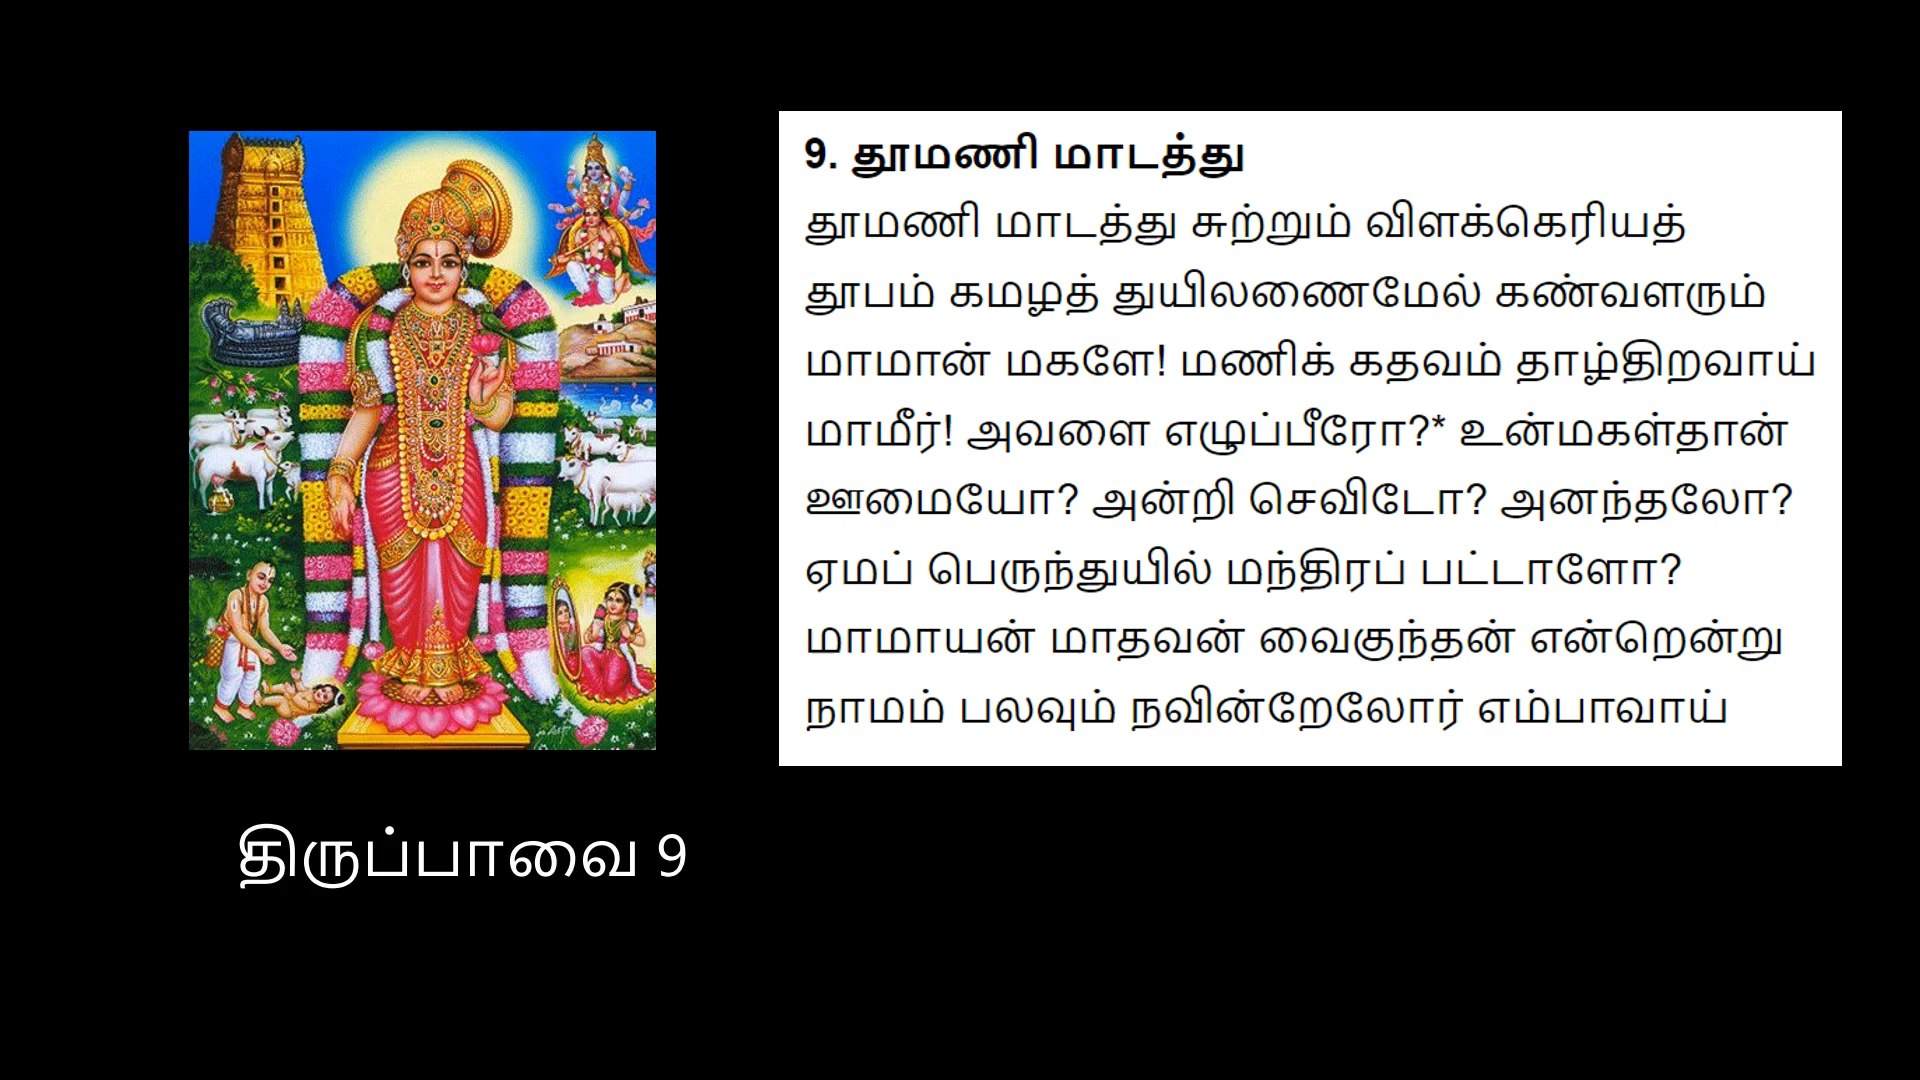 9. தூமணி மாடத்து
தூமணி மாடத்து சுற்றும் விளக்கெரியத்
தூபம் கமழத் துயிலணைமேல் கண்வளரும்
மாமான் மகளே! மணிக் கதவம் தாழ்திறவாய்
மாமீர்! அவளை எழுப்பீரோ?* உன்மகள்தான்
ஊமையோ? அன்றி செவிடோ? அனந்தலோ?
ஏமப் பெருந்துயில் மந்திரப் பட்டாளோ?
மாமாயன் மாதவன் வைகுந்தன் என்றென்று
நாமம் பலவும் நவின்றேலோர் எம்பாவாய்
திருப்பாவை 9